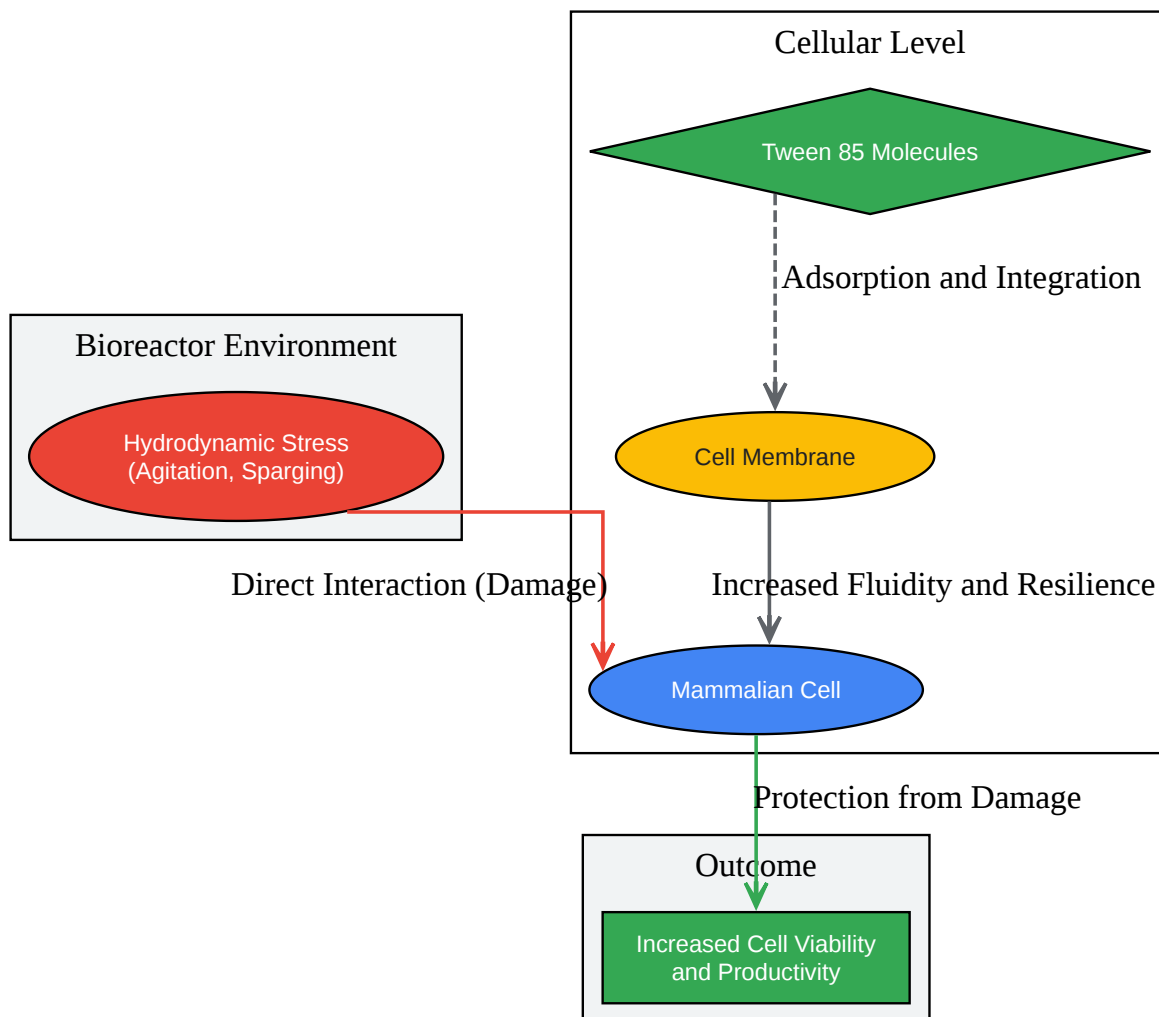 Cellular Level
Tween 85 Molecules
Adsorption and Integration
Bioreactor Environment
Hydrodynamic Stress
(Agitation, Sparging)
Cell Membrane
Direct Interaction (Damage)
Increased Fluidity and Resilience
Mammalian Cell
Protection from Damage
Outcome
Increased Cell Viability
and Productivity